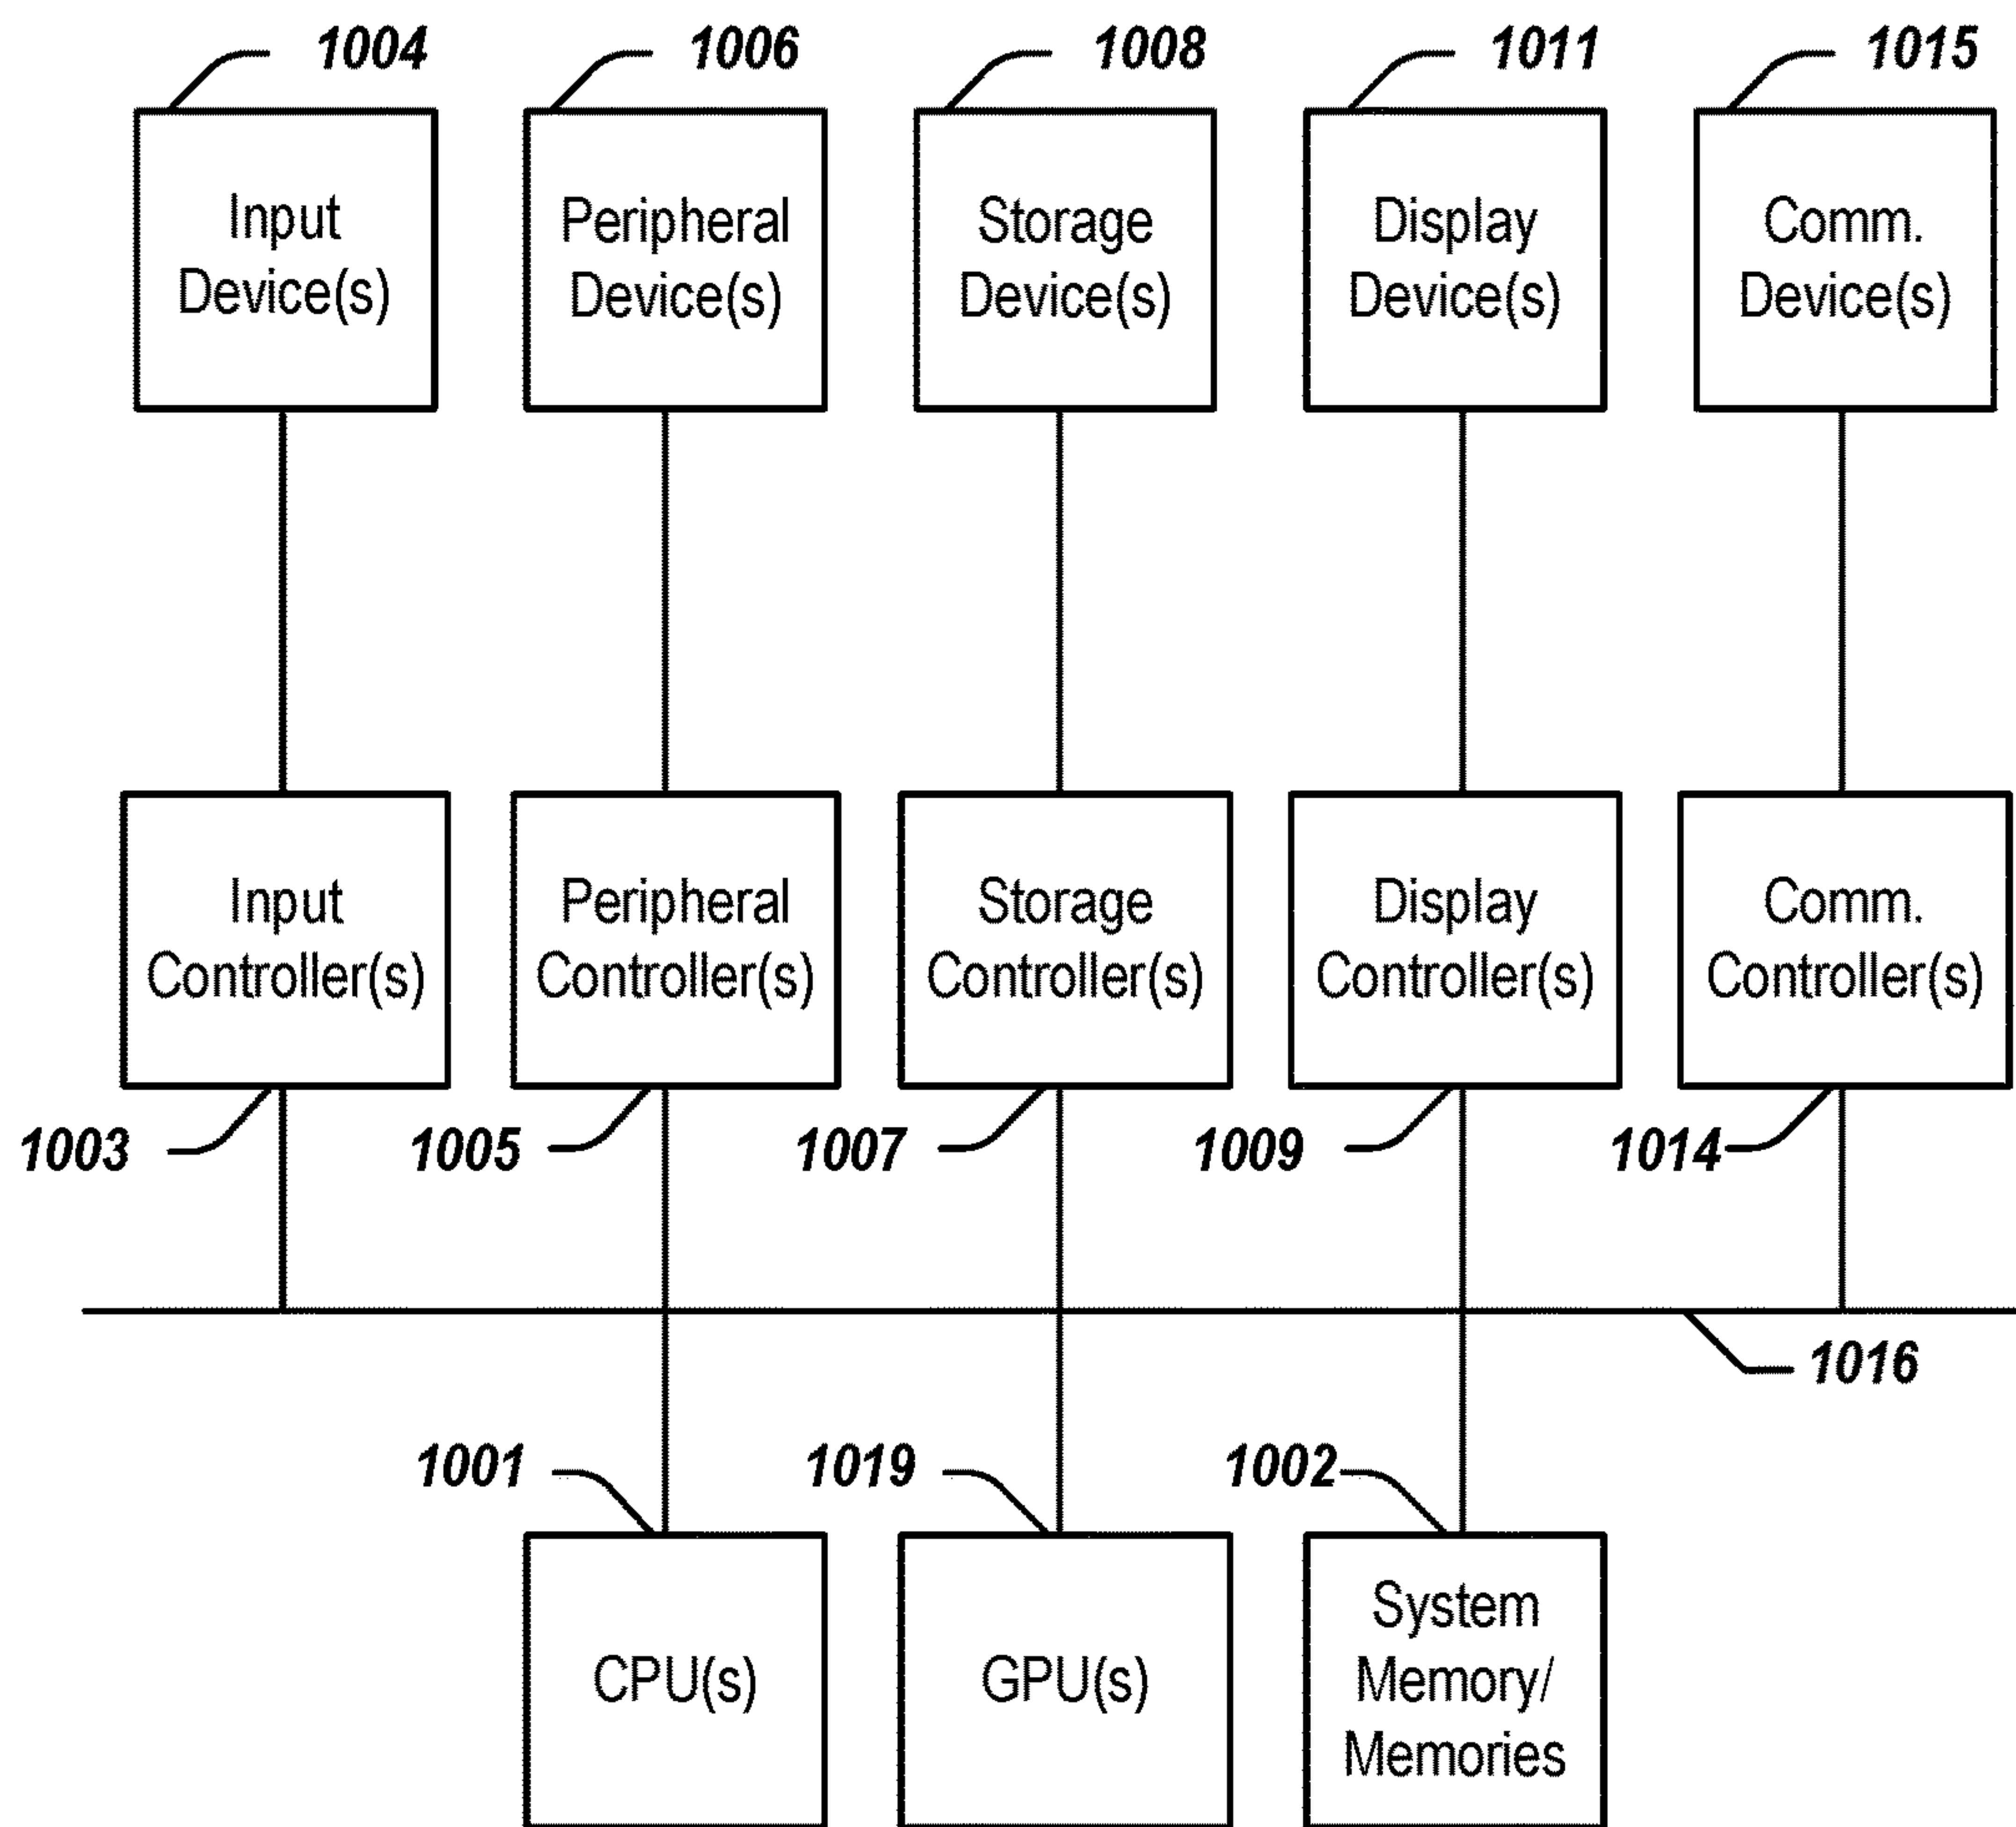 1004
1006
1008
1011
1015
Input
Device(s)
Peripheral
Device(s)
Storage
Device(s)
Display
Device(s)
Comm.
Device(s)
Input
Controller(s)
Peripheral
Controller(s)
Storage
Controller(s)
Display
Controller(s)
Comm.
Controller(s)
1003
1005
1007
1009
1014
1016
1001
1019
1002
CPU(s)
GPU(s)
System
Memory/
Memories